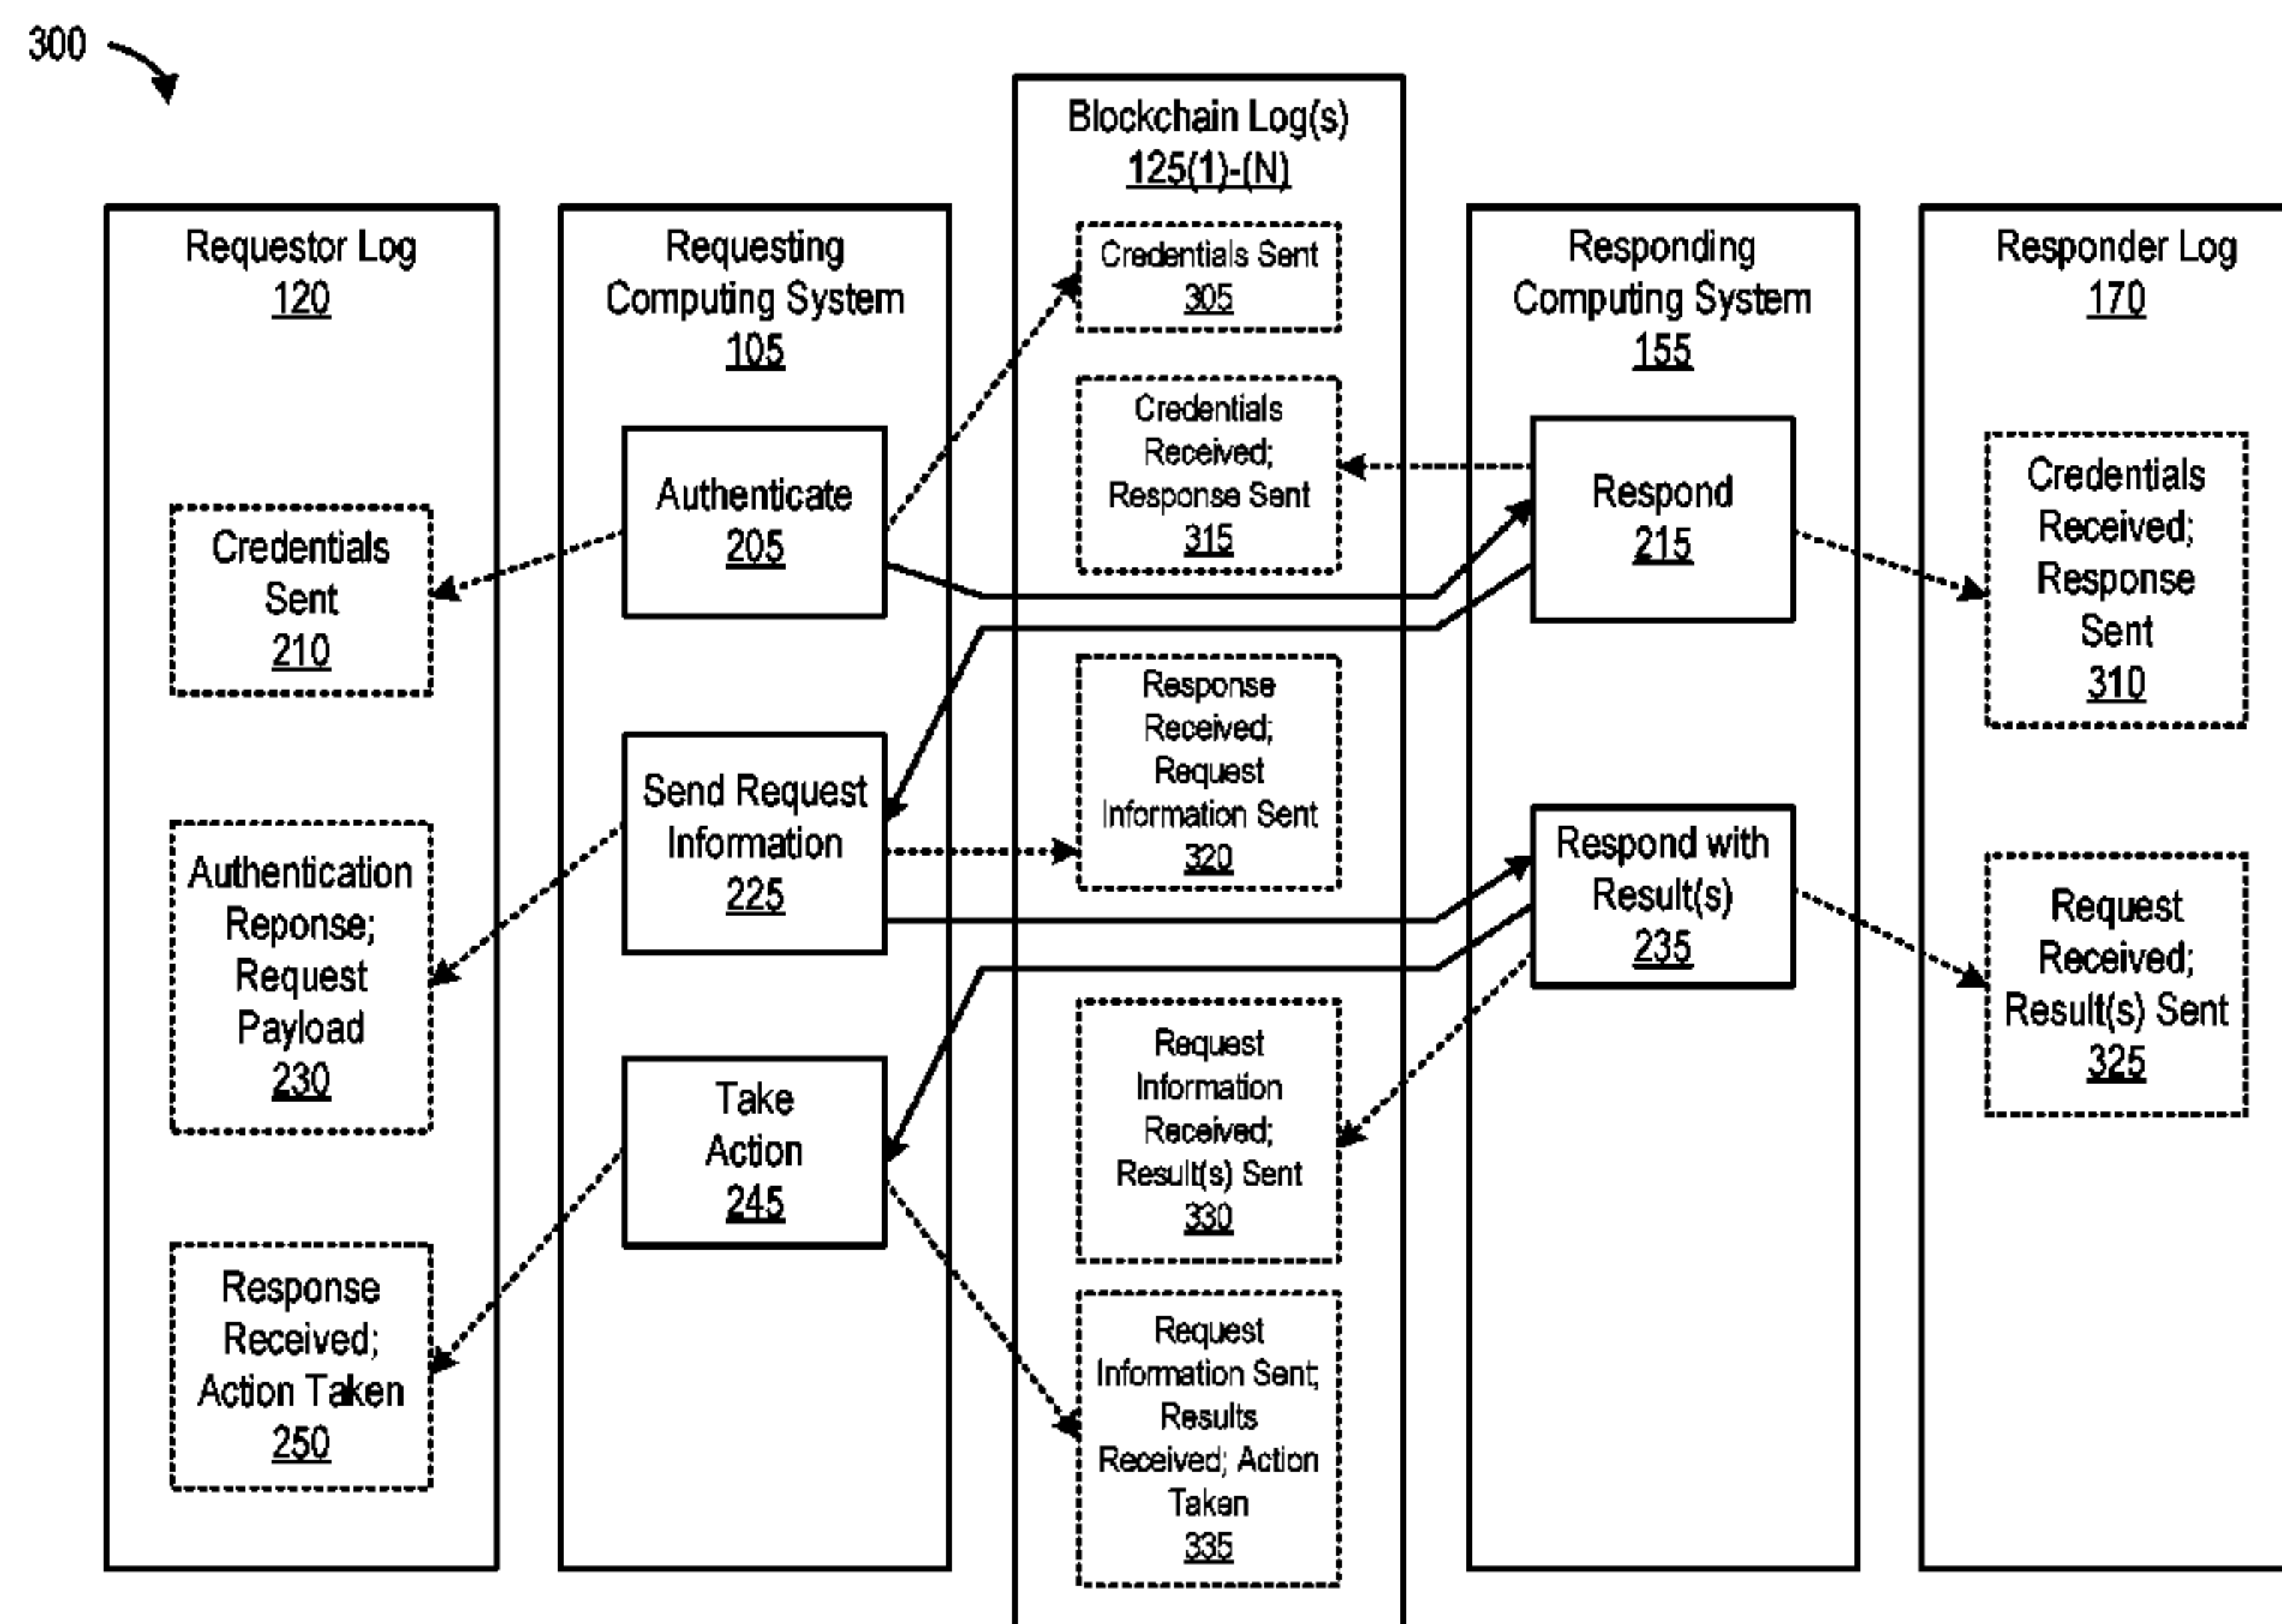 300
Requestor Log
120
Credentials
Sent
210
Authentication
Reponse;
Request
Payload
230
Response
Received;
Action Taken
250
Requesting
Computing System
105
Authenticate
205
Send Request
Information
225
Take
Action
245
Blockchain Log(s)
125(1)-(N)
Credentials Sent
305
Credentials
Received;
Response Sent
315
Response
Received;
Request
Information Sent
320
Request
Information
Received;
Result(s) Sent
330
Request
Information Sent;
Results
Received; Action
Taken
335
Responding
Computing System
155
Respond
215
Respond with
Result(s)
235
Responder Log
170
Credentials
Received;
Response
Sent
310
Request
Received;
Result(s) Sent
325